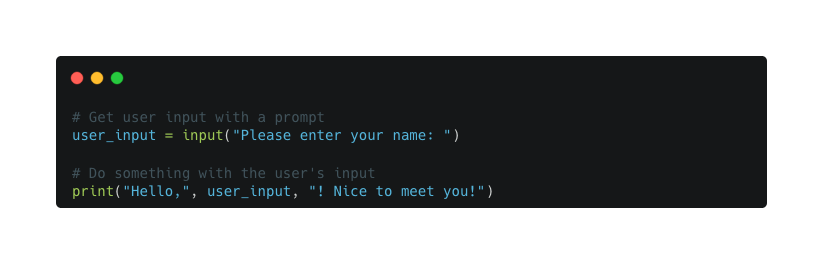 # Get user input with a prompt
user_input = input("Please enter your name: ")
# Do something with the user's input
print("Hello,", user_input, "! Nice to meet you!")